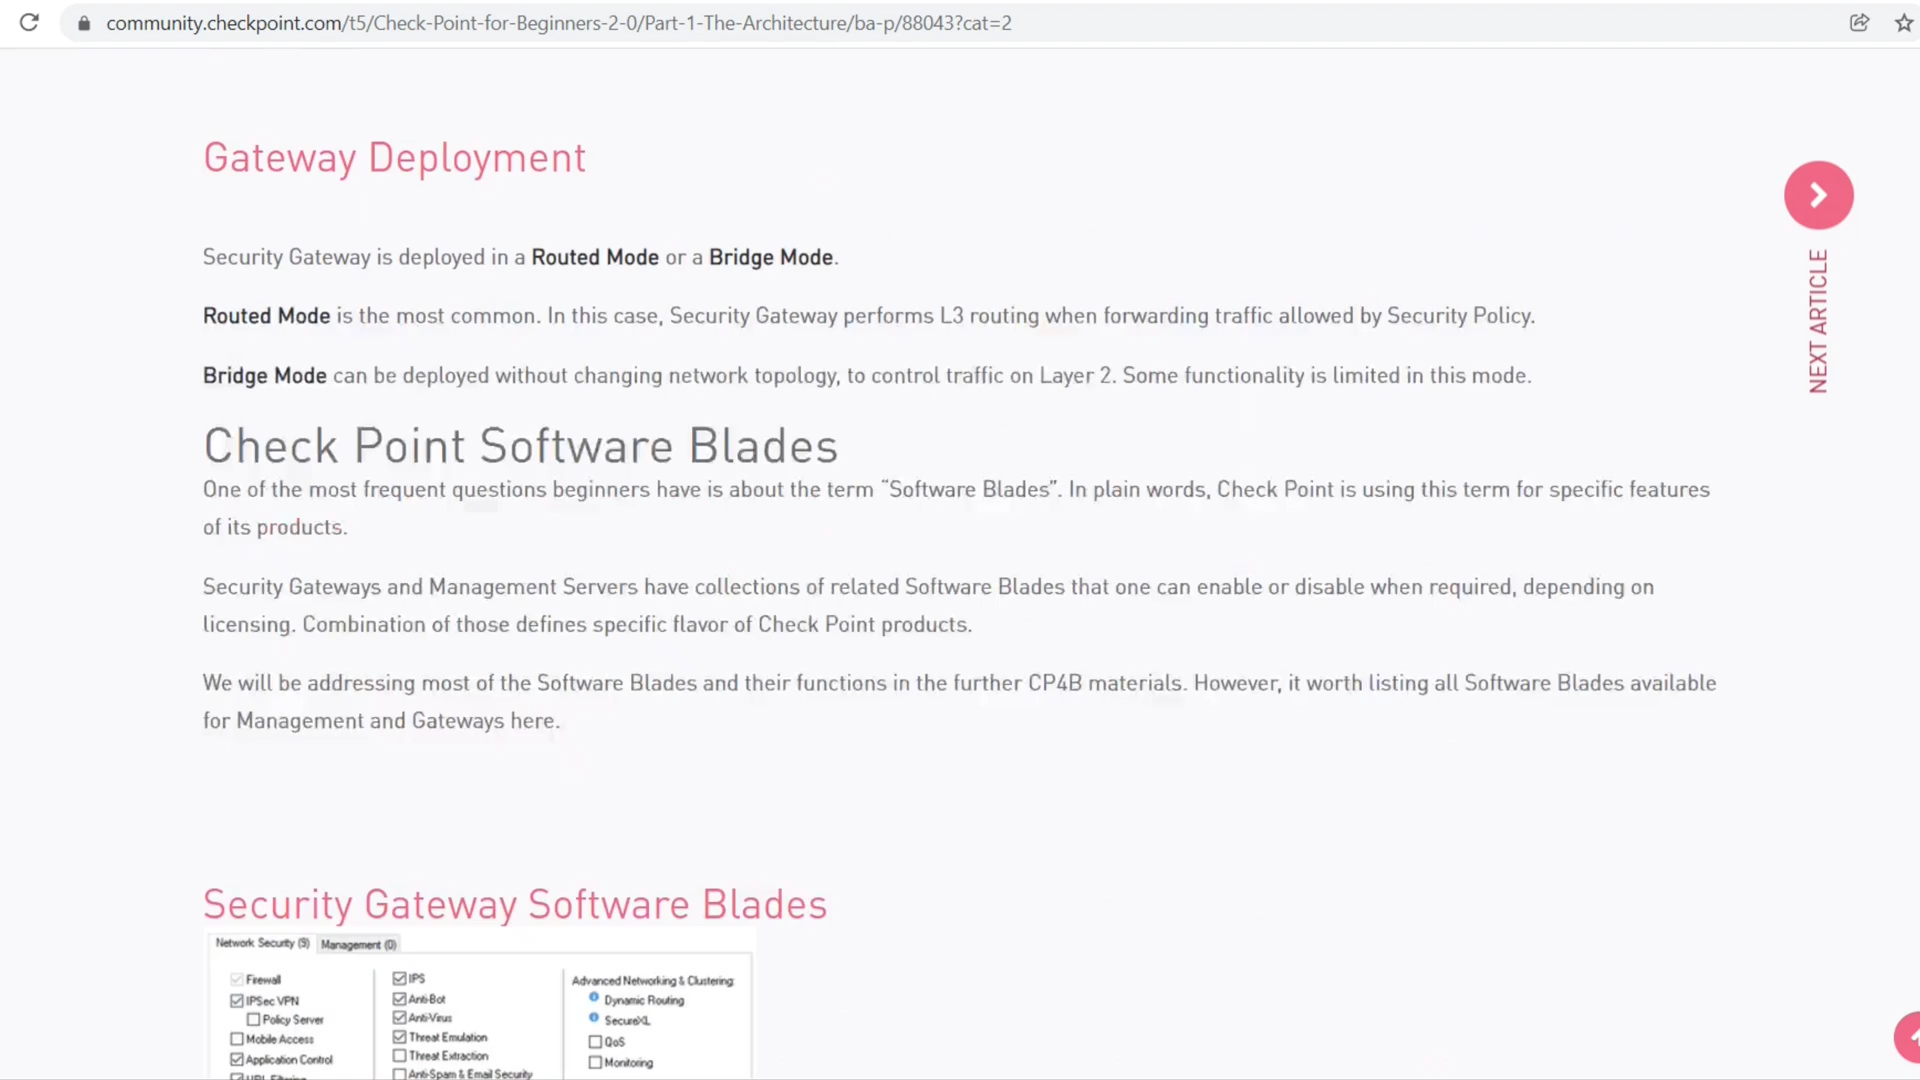 community.checkpoint.com/t5/Check-Point-for-Beginners-2-0/Part-1-The-Architecture/ba-p/88043?cat=2
Gateway Deployment
NEXT ARTICLE
Security Gateway is deployed in a Routed Mode or a Bridge Mode.
Routed Mode is the most common. In this case, Security Gateway performs L3 routing when forwarding traffic allowed by Security Policy.
Bridge Mode can be deployed without changing network topology, to control traffic on Layer 2. Some functionality is limited in this mode.
Check Point Software Blades
One of the most frequent questions beginners have is about the term “Software Blades”. In plain words, Check Point is using this term for specific features
of its products.
Security Gateways and Management Servers have collections of related Software Blades that one can enable or disable when required, depending on
licensing. Combination of those defines specific flavor of Check Point products.
We will be addressing most of the Software Blades and their functions in the further CP4B materials. However, it worth listing all Software Blades available
for Management and Gateways here.
Security Gateway Software Blades
Network Security (9) Management (0)
Firewall
IPSec VPN
Policy Server
Mobile Access
Application Control
URL Filtering
IPS
Anti-Bot
Anti-Virus
Threat Emulation
Threat Extraction
Anti-Spam & Email Security
Advanced Networking & Clustering:
Dynamic Routing
SecureXL
QoS
Monitoring